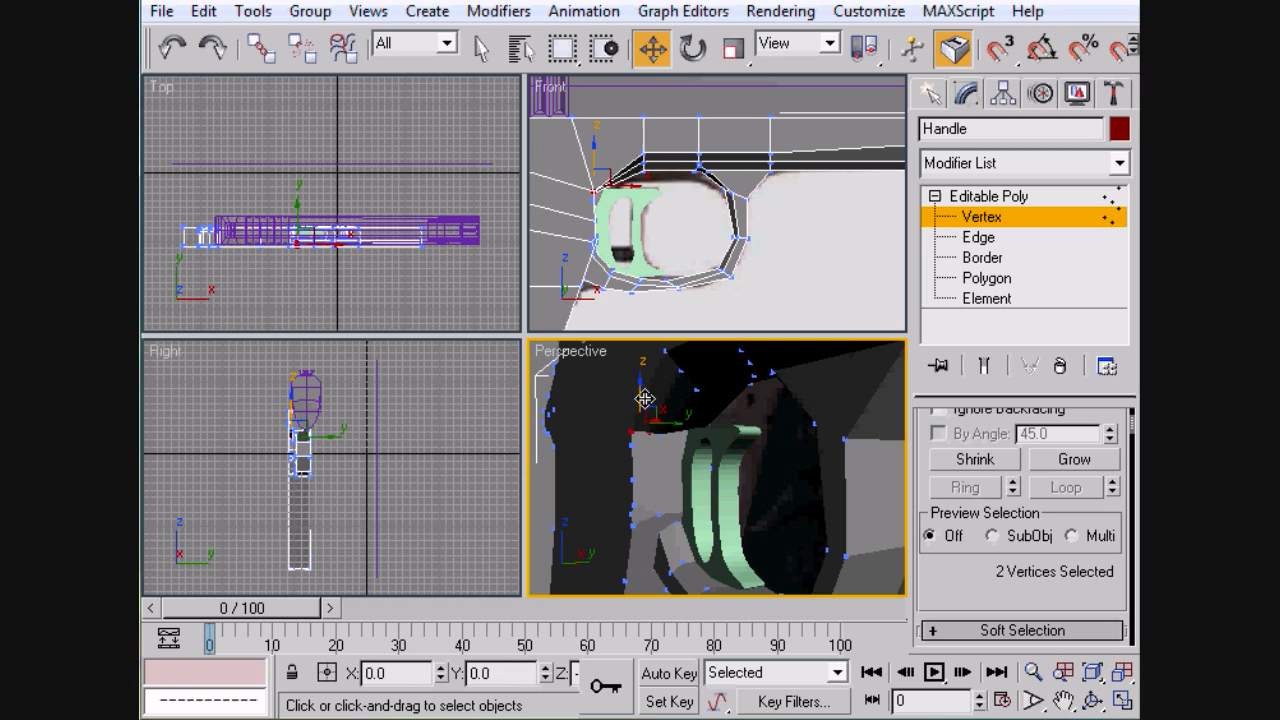 File Edit Tools Group Views Create Modifiers Animation Graph Editors Rendering Customize MAXScript Help
All View 3 %
Top Front
Handle
Modifier List
Editable Poly
Vertex
Edge
Border
Polygon
Element
Right Perspective
Ignore Backfacing
By Angle: 45.0
Shrink Grow
Ring Loop
Preview Selection
Off SubObj Multi
2 Vertices Selected
+ Soft Selection
< 0 / 100 >
0 10 20 30 40 50 60 70 80 90 100
X: 0.0 Y: 0.0 Z: Auto Key Selected
Click or click-and-drag to select objects Set Key Key Filters... 0